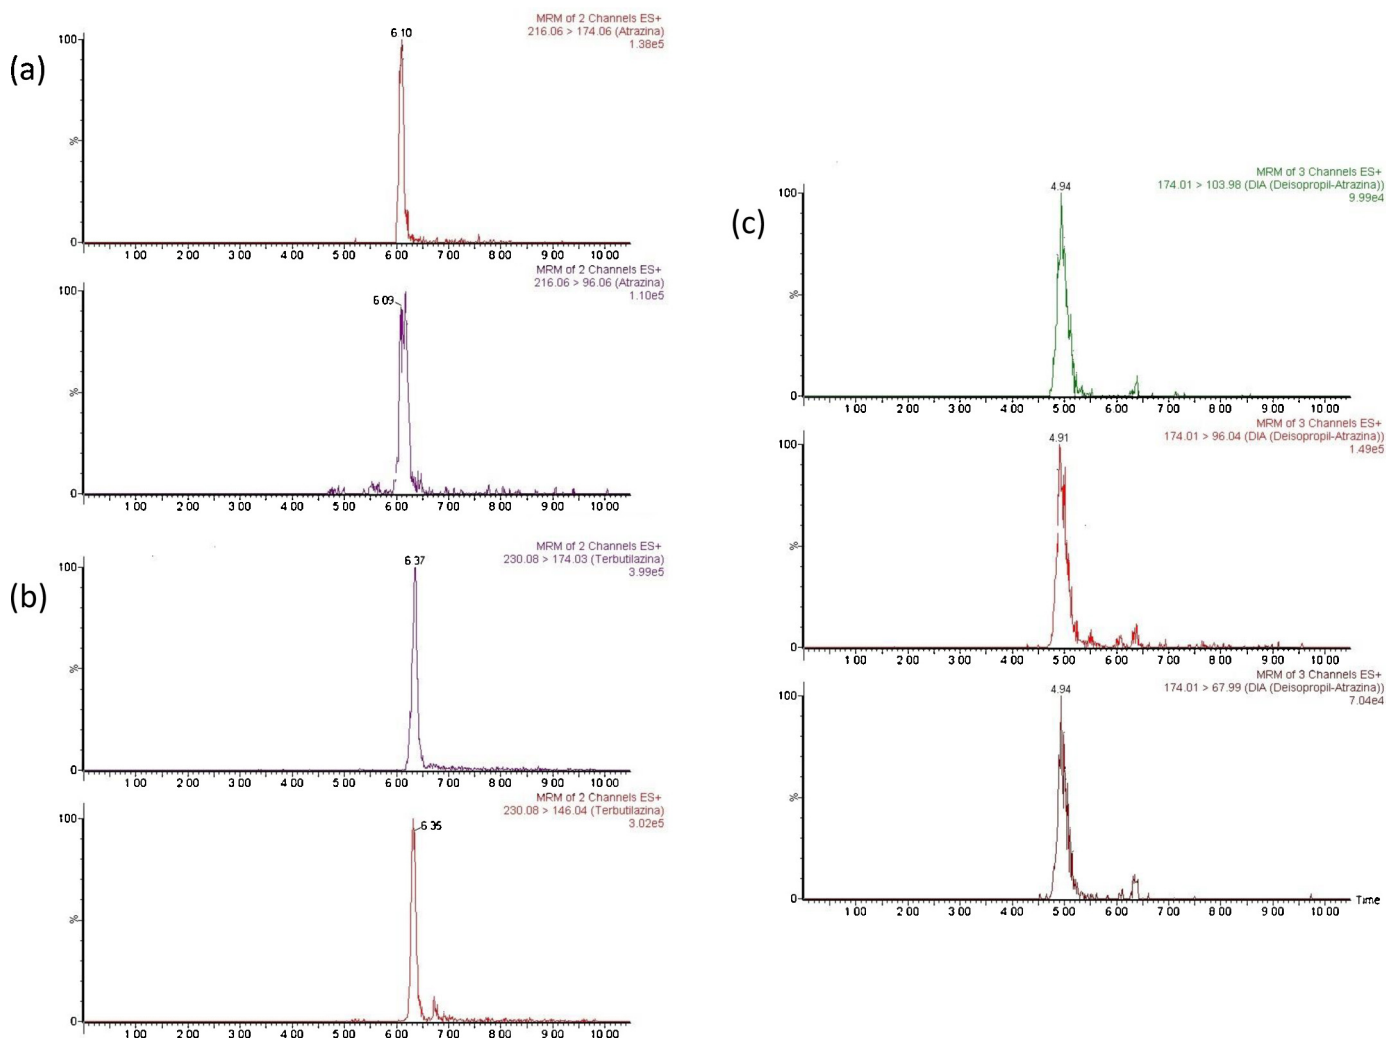 (a)
MRM of 2 Channels ES+
216.06 > 174.06 (Atrazina)
1.38e5
6 10
100
%
0
1 00 2 00 3 00 4 00 5 00 6 00 7 00 8 00 9 00 10 00
MRM of 2 Channels ES+
216.06 > 96.06 (Atrazina)
1.10e5
6 09
100
%
0
1 00 2 00 3 00 4 00 5 00 6 00 7 00 8 00 9 00 10 00
(b)
MRM of 2 Channels ES+
230.08 > 174.03 (Terbutilazina)
3.99e5
6 37
100
%
0
1 00 2 00 3 00 4 00 5 00 6 00 7 00 8 00 9 00 10 00
MRM of 2 Channels ES+
230.08 > 146.04 (Terbutilazina)
3.02e5
6 35
100
%
0
1 00 2 00 3 00 4 00 5 00 6 00 7 00 8 00 9 00 10 00
(c)
MRM of 3 Channels ES+
174.01 > 103.98 (DIA (Deisopropil-Atrazina))
9.99e4
4.94
100
%
0
1 00 2 00 3 00 4 00 5 00 6 00 7 00 8 00 9 00 10 00
MRM of 3 Channels ES+
174.01 > 96.04 (DIA (Deisopropil-Atrazina))
1.49e5
4.91
100
%
0
1 00 2 00 3 00 4 00 5 00 6 00 7 00 8 00 9 00 10 00
MRM of 3 Channels ES+
174.01 > 67.99 (DIA (Deisopropil-Atrazina))
7.04e4
4.94
100
%
0
Time
1 00 2 00 3 00 4 00 5 00 6 00 7 00 8 00 9 00 10 00